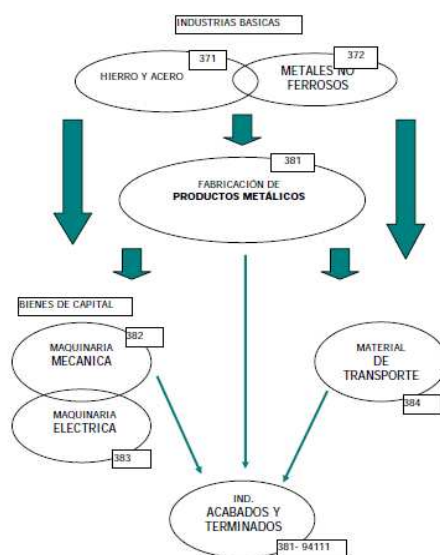 INDUSTRIAS BASICAS
371
372
HIERRO Y ACERO
METALES NO
FERROSOS
381
FABRICACIÓN DE
PRODUCTOS METÁLICOS
BIENES DE CAPITAL
382
MAQUINARIA
MECANICA
MAQUINARIA
ELECTRICA
383
MATERIAL
DE
TRANSPORTE
384
IND.
ACABADOS Y
TERMINADOS
381- 94111